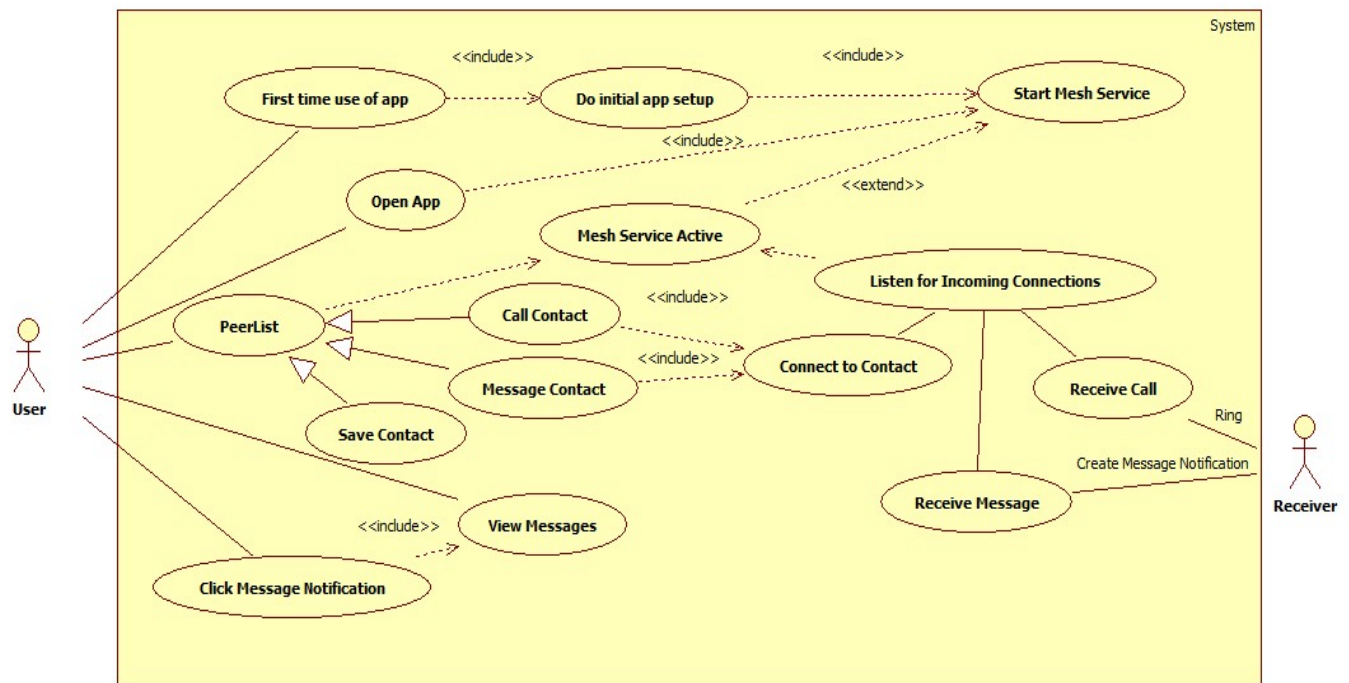 System
<<include>>
<<include>>
First time use of app
Do initial app setup
Start Mesh Service
<<include>>
<<extend>>
Open App
Mesh Service Active
Listen for Incoming Connections
<<include>>
PeerList
Call Contact
<<include>>
Connect to Contact
Message Contact
Receive Call
User
Save Contact
Ring
Create Message Notification
Receive Message
Receiver
<<include>>
View Messages
Click Message Notification